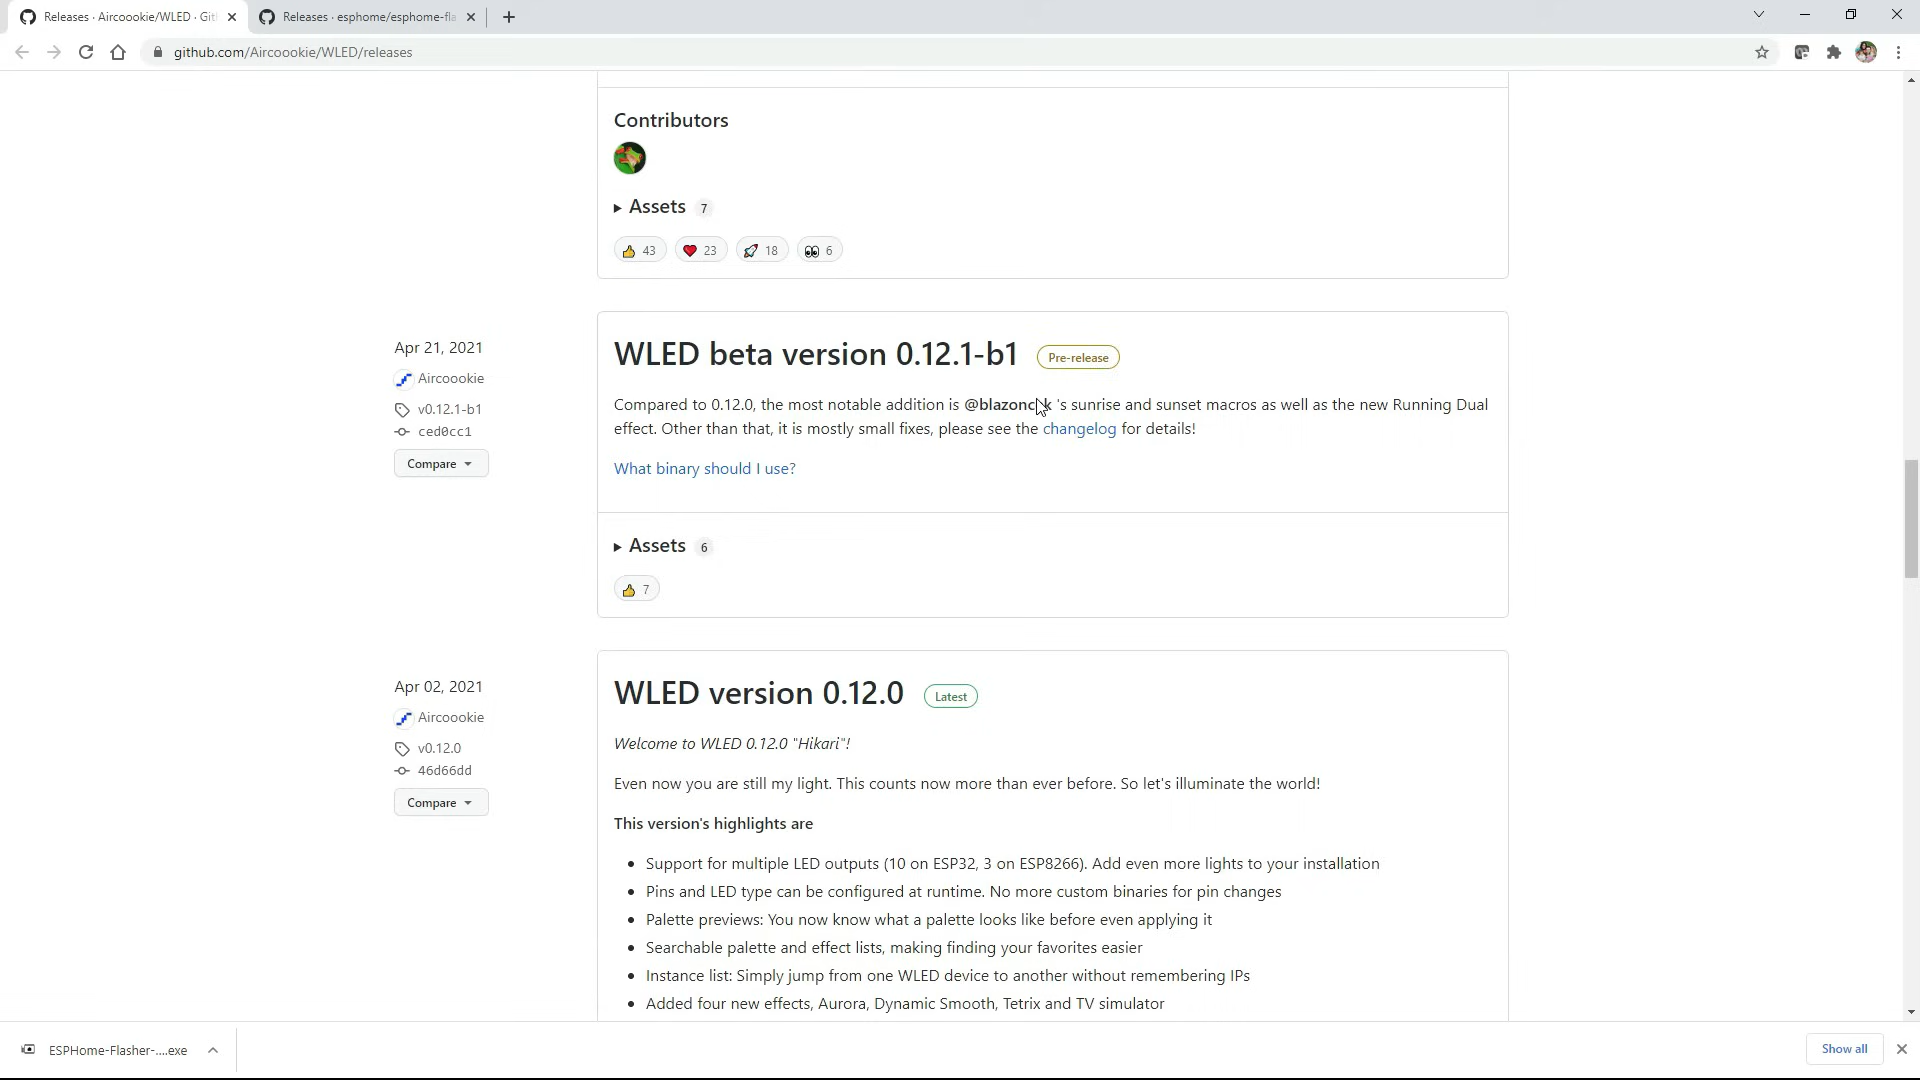 Releases · Aircoookie/WLED · Git
Releases · esphome/esphome-fla
github.com/Aircoookie/WLED/releases
Contributors
Assets 7
43 23 18 6
Apr 21, 2021
Aircoookie
v0.12.1-b1
ced0cc1
Compare
WLED beta version 0.12.1-b1 Pre-release
Compared to 0.12.0, the most notable addition is @blazonc k 's sunrise and sunset macros as well as the new Running Dual
effect. Other than that, it is mostly small fixes, please see the changelog for details!
What binary should I use?
Assets 6
7
Apr 02, 2021
Aircoookie
v0.12.0
46d66dd
Compare
WLED version 0.12.0 Latest
Welcome to WLED 0.12.0 "Hikari"!
Even now you are still my light. This counts now more than ever before. So let's illuminate the world!
This version's highlights are
Support for multiple LED outputs (10 on ESP32, 3 on ESP8266). Add even more lights to your installation
Pins and LED type can be configured at runtime. No more custom binaries for pin changes
Palette previews: You now know what a palette looks like before even applying it
Searchable palette and effect lists, making finding your favorites easier
Instance list: Simply jump from one WLED device to another without remembering IPs
Added four new effects, Aurora, Dynamic Smooth, Tetrix and TV simulator
ESPHome-Flasher-....exe
Show all